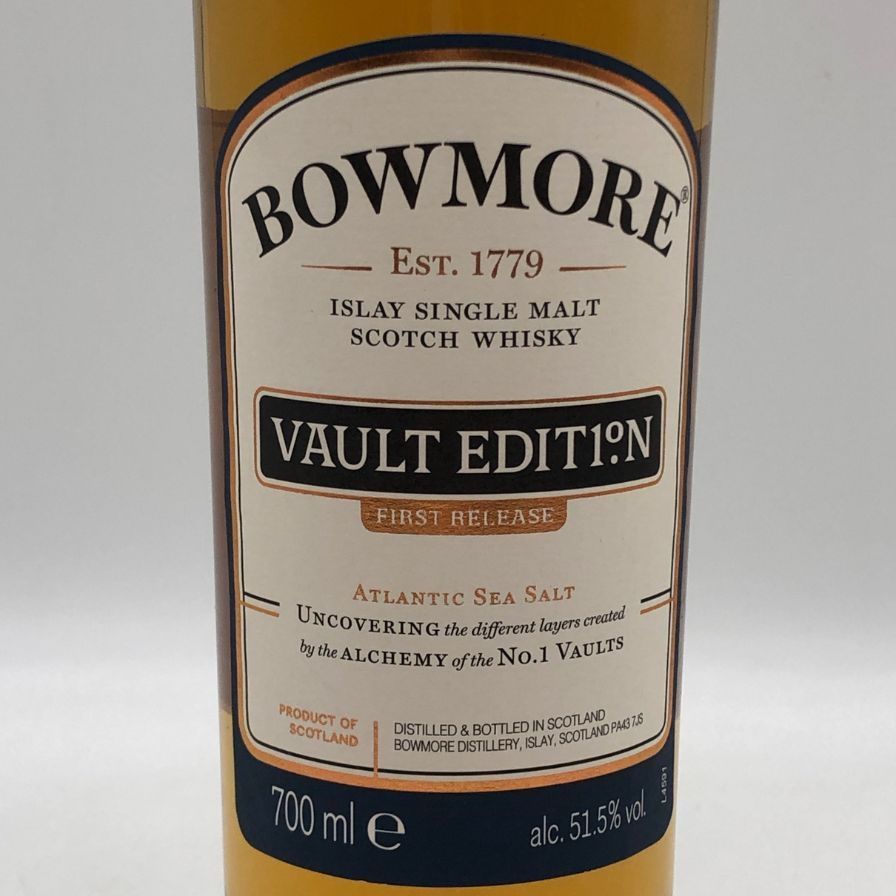 BOWMORE®
EST. 1779
ISLAY SINGLE MALT
SCOTCH WHISKY
VAULT EDIT1º.N
FIRST RELEASE
ATLANTIC SEA SALT
UNCOVERING the different layers created
by the ALCHEMY of the No.1 VAULTS
PRODUCT OF
SCOTLAND
DISTILLED & BOTTLED IN SCOTLAND
BOWMORE DISTILLERY, ISLAY, SCOTLAND PA43 7JS
L4591
700 ml e
alc. 51.5% vol.